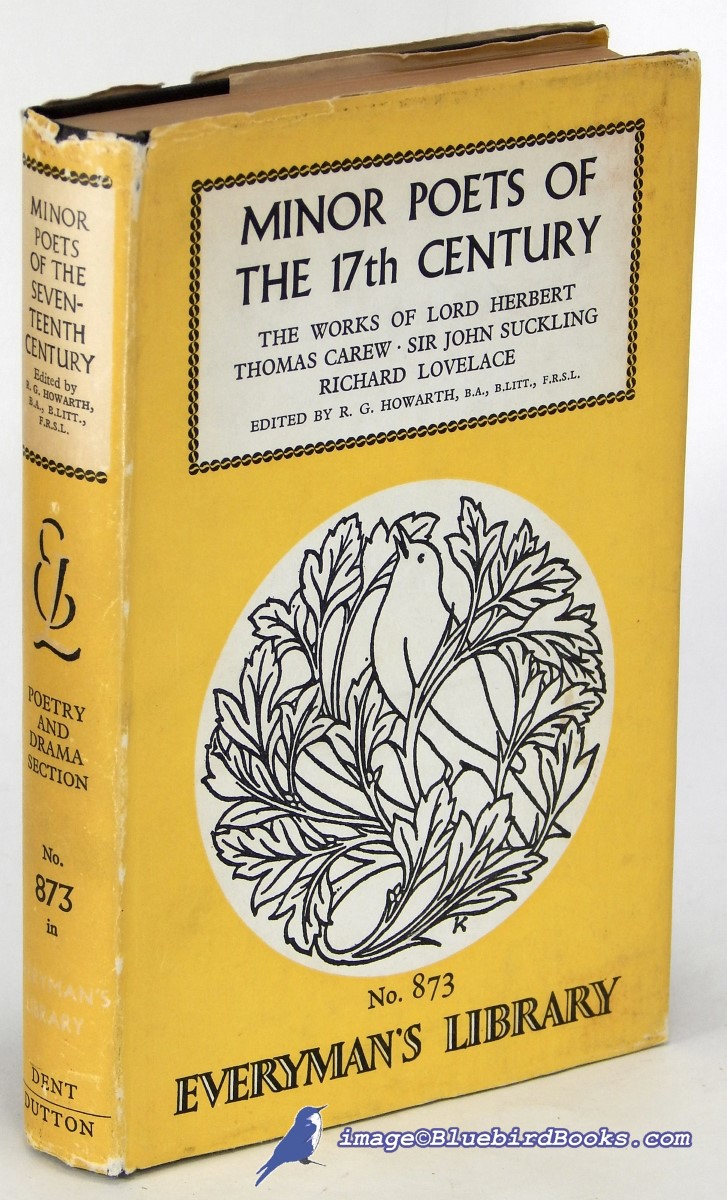 MINOR POETS OF
THE 17th CENTURY
THE WORKS OF LORD HERBERT
THOMAS CAREW · SIR JOHN SUCKLING
RICHARD LOVELACE
EDITED BY R. G. HOWARTH, B.A., B.LITT., F.R.S.L.
K
No. 873
EVERYMAN'S LIBRARY
MINOR
POETS
OF THE
SEVEN-
TEENTH
CENTURY
Edited by
R. G. HOWARTH,
B.A., B.LITT.,
F.R.S.L.
EL
POETRY
AND
DRAMA
SECTION
No.
873
in
EVERYMAN'S
LIBRARY
DENT
DUTTON
image©BluebirdBooks.com